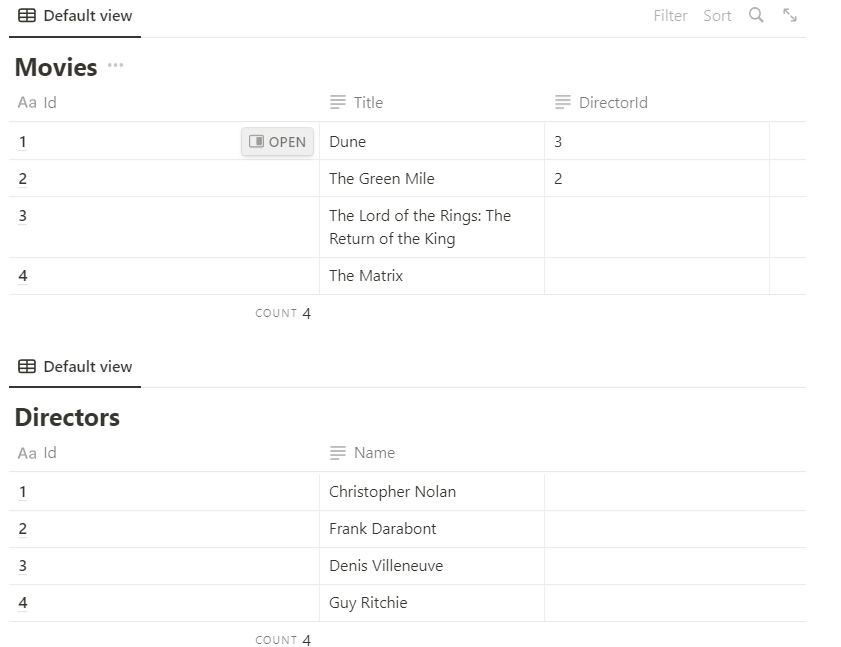 Default view
Filter Sort
Movies ...
Aa Id Title DirectorId
1 OPEN Dune 3
2 The Green Mile 2
3 The Lord of the Rings: The
Return of the King
4 The Matrix
COUNT 4
Default view
Directors
Aa Id Name
1 Christopher Nolan
2 Frank Darabont
3 Denis Villeneuve
4 Guy Ritchie
COUNT 4